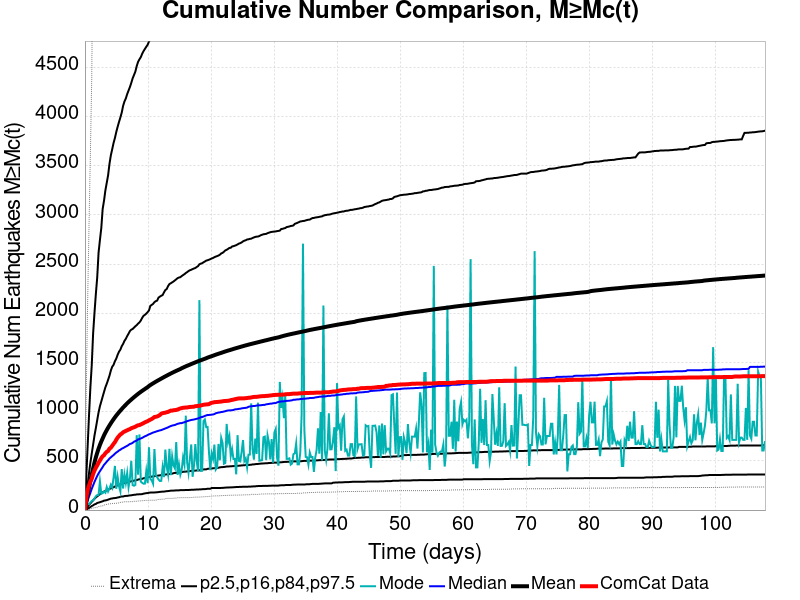 Cumulative Number Comparison, M≥Mc(t)
Cumulative Num Earthquakes M≥Mc(t)
4500
4000
3500
3000
2500
2000
1500
1000
500
0
0 10 20 30 40 50 60 70 80 90 100
Time (days)
Extrema p2.5,p16,p84,p97.5 Mode Median Mean ComCat Data